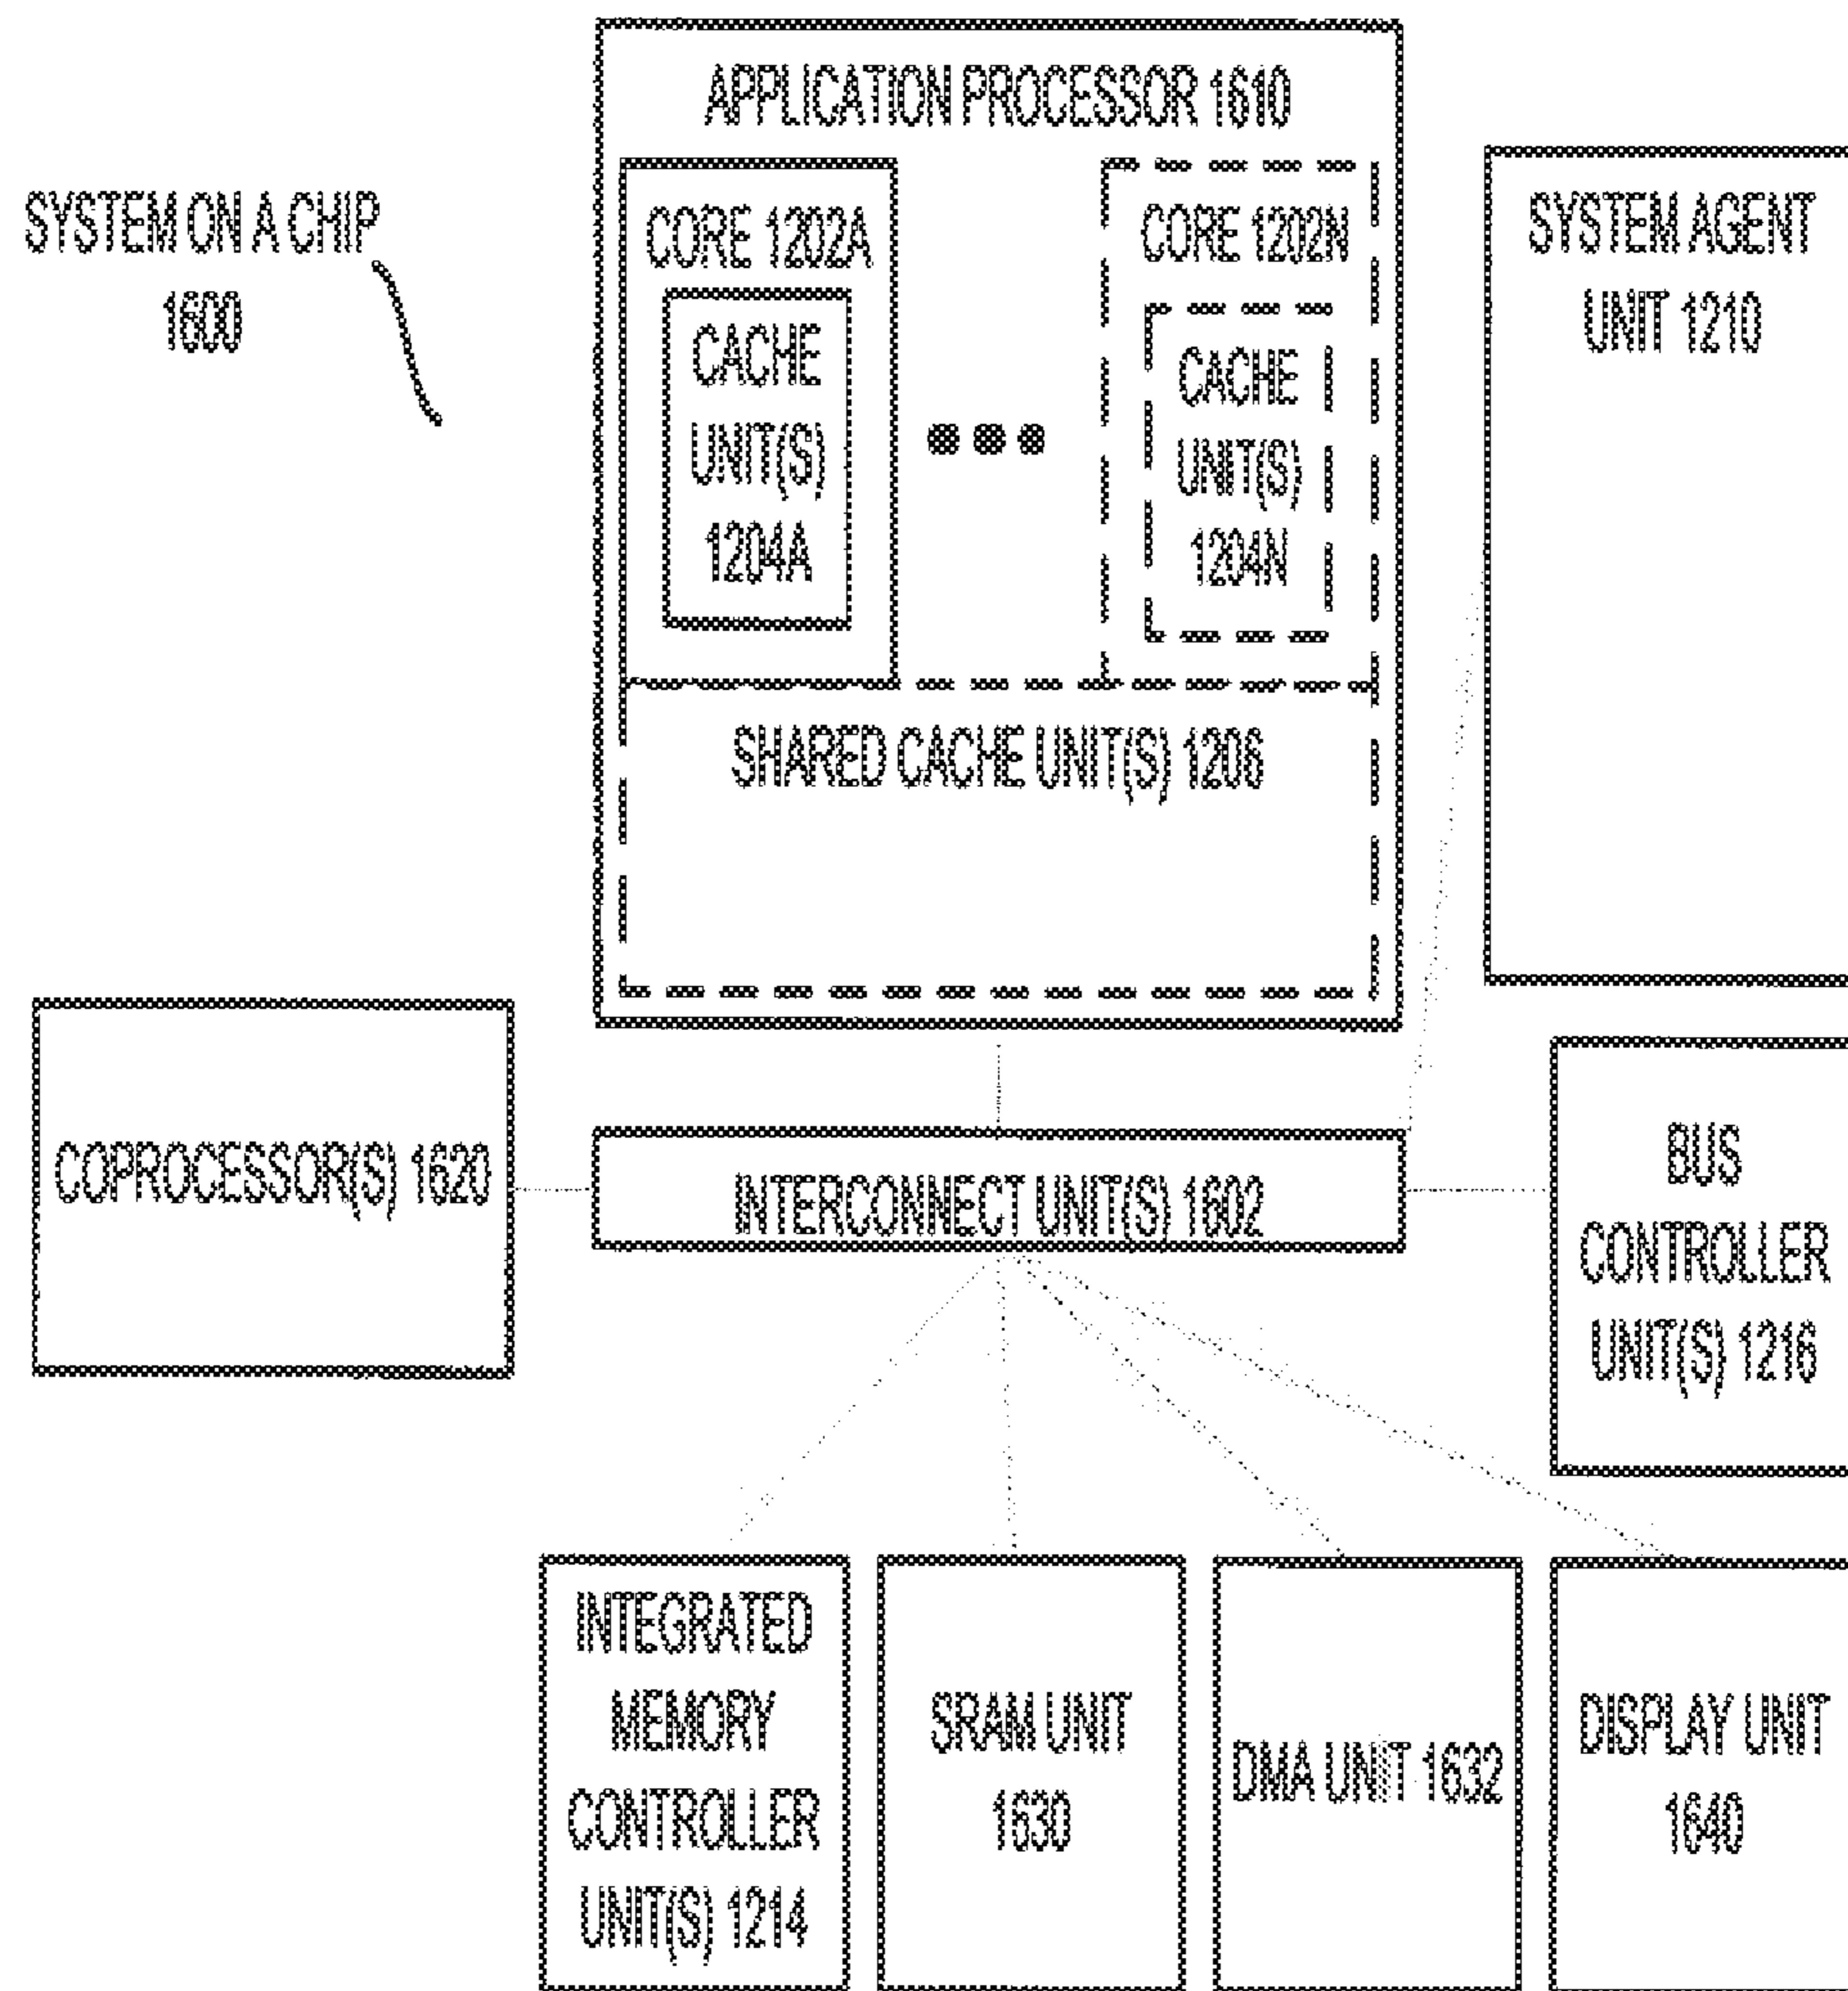 APPLICATION PROCESSOR 1610
SYSTEM ON A CHIP
1600
CORE 1202A
CACHE
UNIT(S)
1204A
CORE 1202N
CACHE
UNIT(S)
1204N
SYSTEM AGENT
UNIT 1210
SHARED CACHE UNIT(S) 1206
COPROCESSOR(S) 1620
INTERCONNECT UNIT(S) 1602
BUS
CONTROLLER
UNIT(S) 1216
INTEGRATED
MEMORY
CONTROLLER
UNIT(S) 1214
SRAM UNIT
1630
DMA UNIT 1632
DISPLAY UNIT
1640